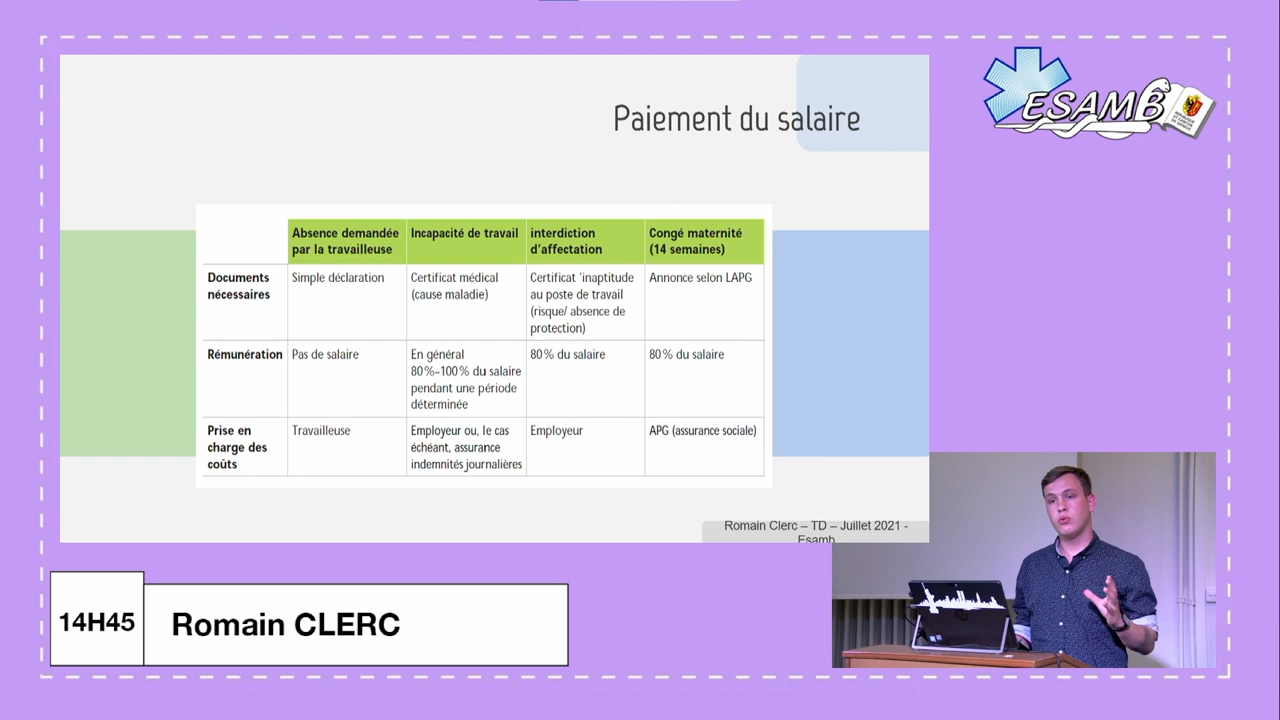 Paiement du salaire
ESAMB
Absence demandée
par la travailleuse
Incapacité de travail
interdiction
d'affectation
Congé maternité
(14 semaines)
Documents
nécessaires
Simple déclaration
Certificat médical
(cause maladie)
Certificat 'inaptitude
au poste de travail
(risque/ absence de
protection)
Annonce selon LAPG
Rémunération
Pas de salaire
En général
80%–100% du salaire
pendant une période
déterminée
80% du salaire
80% du salaire
Prise en
charge des
coûts
Travailleuse
Employeur ou, le cas
échéant, assurance
indemnités journalières
Employeur
APG (assurance sociale)
Romain Clerc – TD – Juillet 2021 -
Esamb
14H45
Romain CLERC